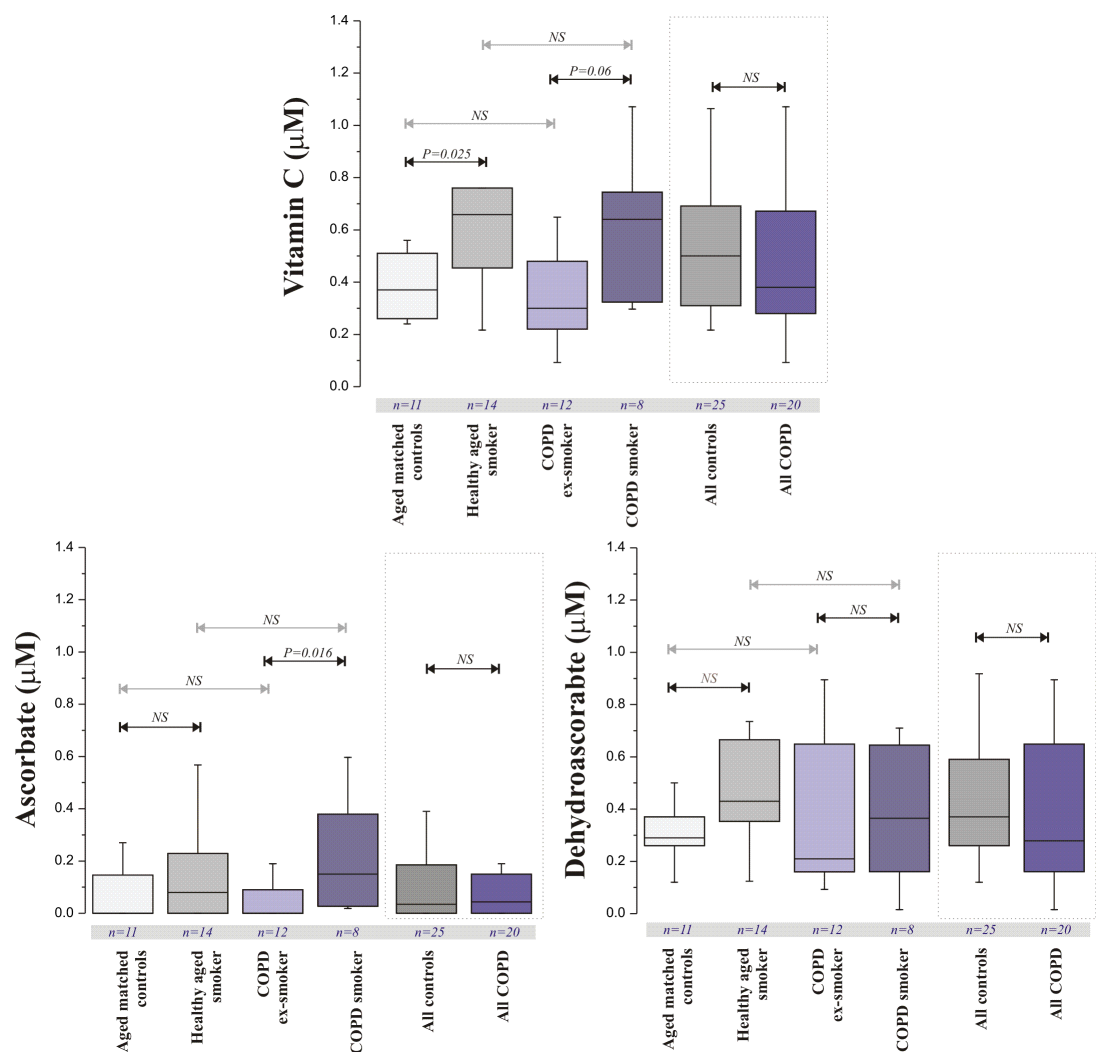 Vitamin C (µM)
1.4
1.2
1.0
0.8
0.6
0.4
0.2
0.0
NS
P=0.06
NS
NS
P=0.025
n=11
n=14
n=12
n=8
n=25
n=20
Aged matched
controls
Healthy aged
smoker
COPD
ex-smoker
COPD smoker
All controls
All COPD
Ascorbate (µM)
1.4
1.2
1.0
0.8
0.6
0.4
0.2
0.0
NS
P=0.016
NS
NS
NS
n=11
n=14
n=12
n=8
n=25
n=20
Aged matched
controls
Healthy aged
smoker
COPD
ex-smoker
COPD smoker
All controls
All COPD
Dehydroascorabte (µM)
1.4
1.2
1.0
0.8
0.6
0.4
0.2
0.0
NS
NS
NS
NS
NS
n=11
n=14
n=12
n=8
n=25
n=20
Aged matched
controls
Healthy aged
smoker
COPD
ex-smoker
COPD smoker
All controls
All COPD